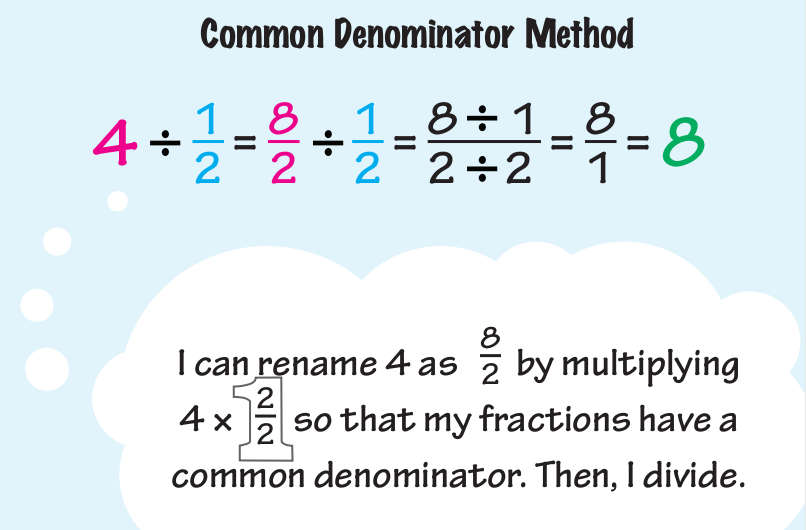 Common Denominator Method
4 ÷ 1/2 = 8/2 ÷ 1/2 = 8 ÷ 1/2 ÷ 2 = 8/1 = 8
I can rename 4 as 8/2 by multiplying
4 × 2/2 so that my fractions have a
common denominator. Then, I divide.